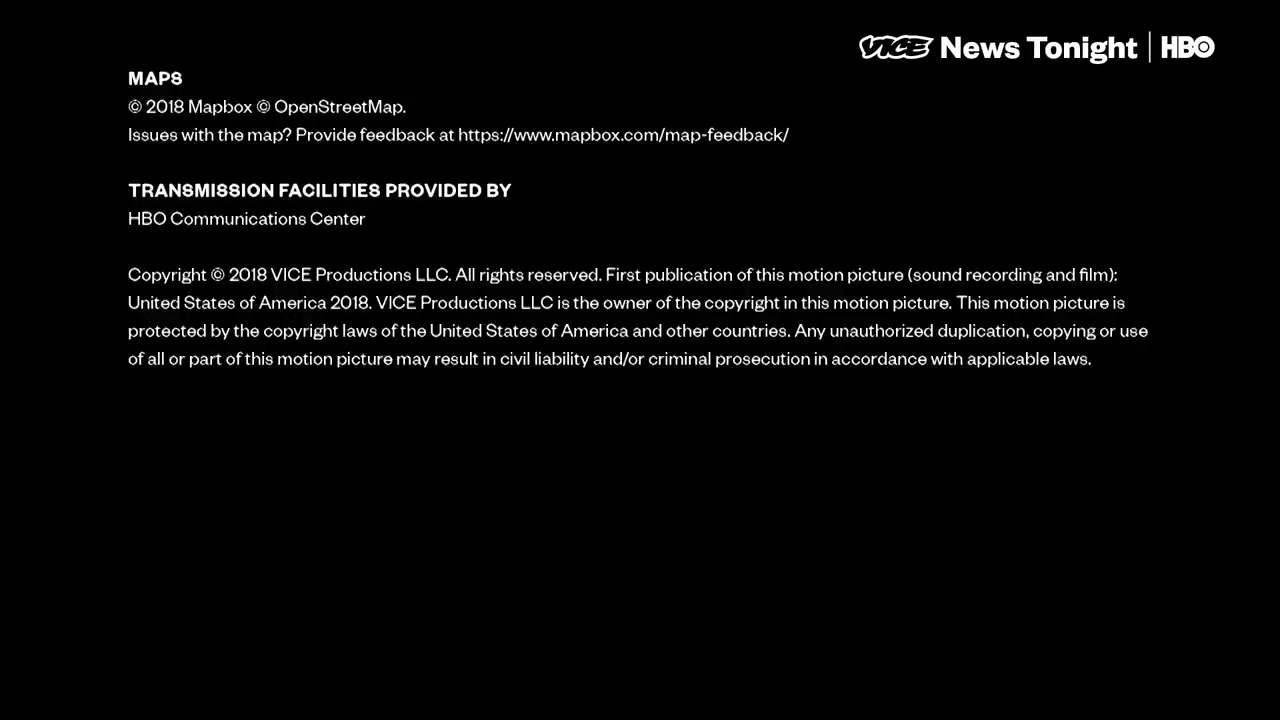 VICE News Tonight | HBO
MAPS
© 2018 Mapbox © OpenStreetMap.
Issues with the map? Provide feedback at https://www.mapbox.com/map-feedback/
TRANSMISSION FACILITIES PROVIDED BY
HBO Communications Center
Copyright © 2018 VICE Productions LLC. All rights reserved. First publication of this motion picture (sound recording and film):
United States of America 2018. VICE Productions LLC is the owner of the copyright in this motion picture. This motion picture is
protected by the copyright laws of the United States of America and other countries. Any unauthorized duplication, copying or use
of all or part of this motion picture may result in civil liability and/or criminal prosecution in accordance with applicable laws.